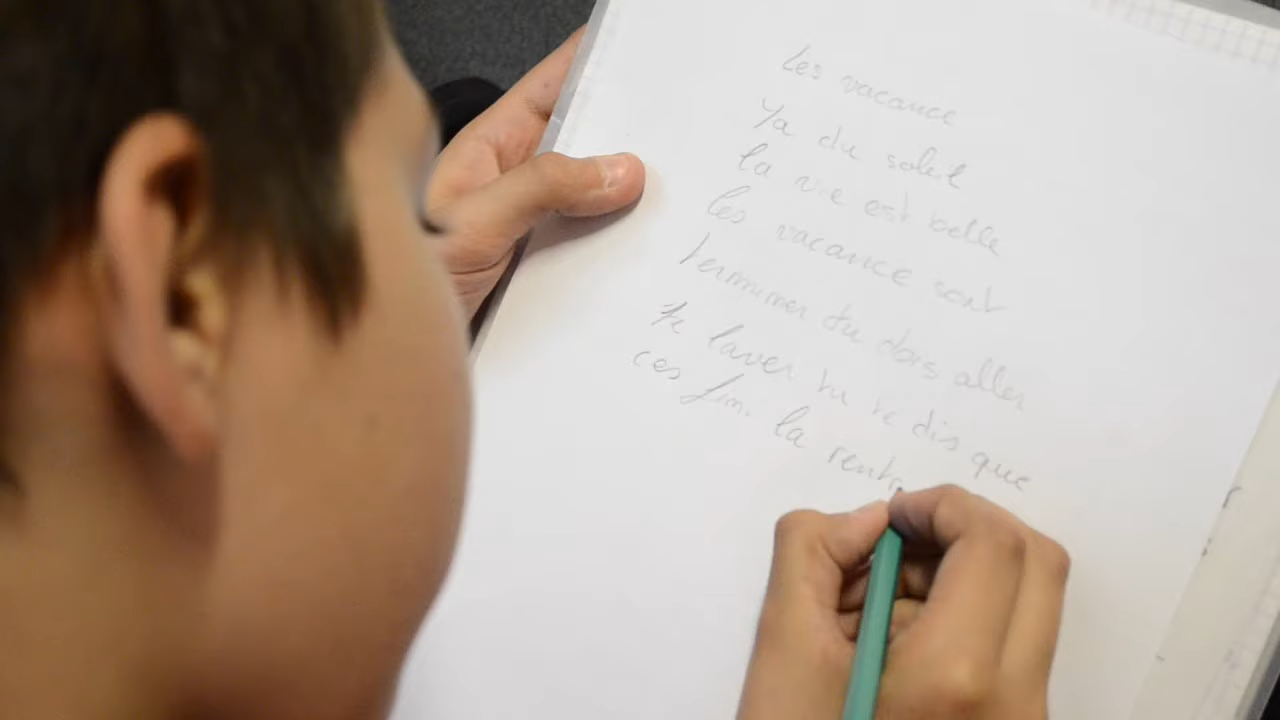 Les vacance
Ya du soleil
la vie est belle
les vacance sont
terminer tu dois aller
te laver tu te dis que
ces fini la rentr